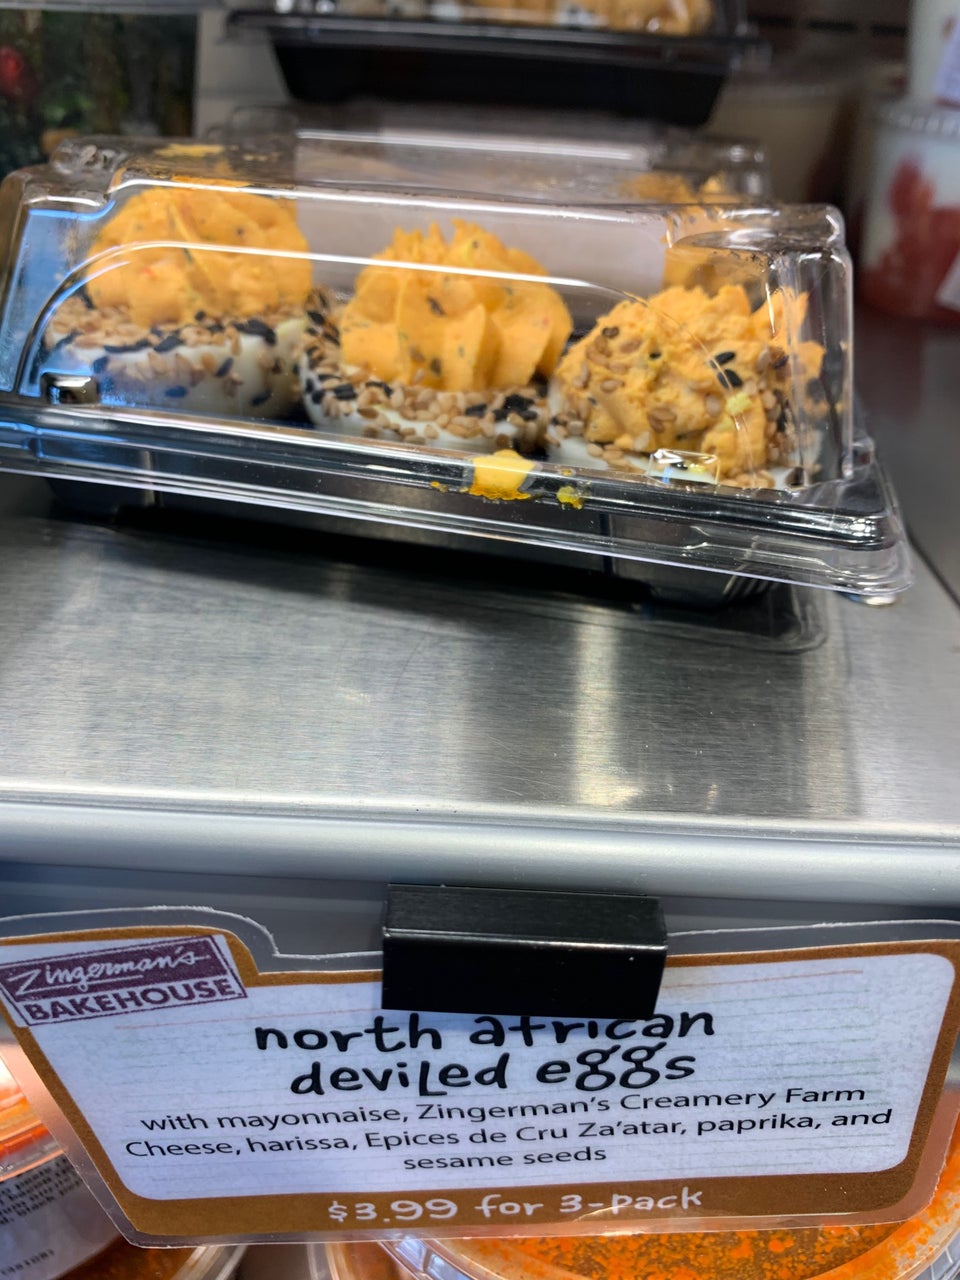 Zingerman's
BAKEHOUSE
north african
deviled eggs
with mayonnaise, Zingerman's Creamery Farm
Cheese, harissa, Epices de Cru Za'atar, paprika, and
sesame seeds
$3.99 for 3-pack